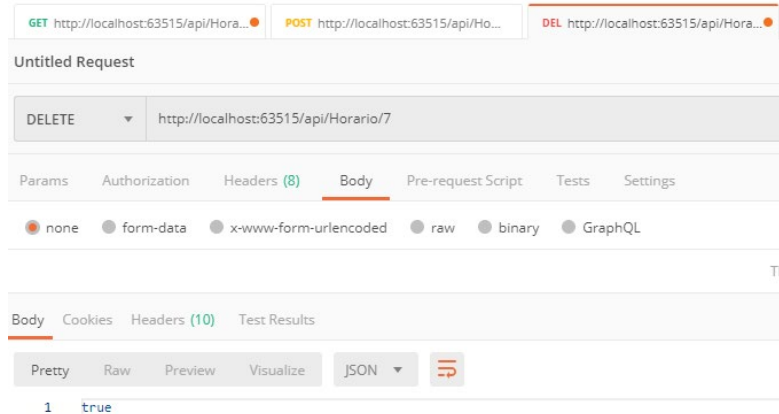 GET http://localhost:63515/api/Hora... POST http://localhost:63515/api/Ho... DEL http://localhost:63515/api/Hora...
Untitled Request
DELETE http://localhost:63515/api/Horario/7
Params Authorization Headers (8) Body Pre-request Script Tests Settings
none form-data x-www-form-urlencoded raw binary GraphQL
Body Cookies Headers (10) Test Results
Pretty Raw Preview Visualize JSON
1 true